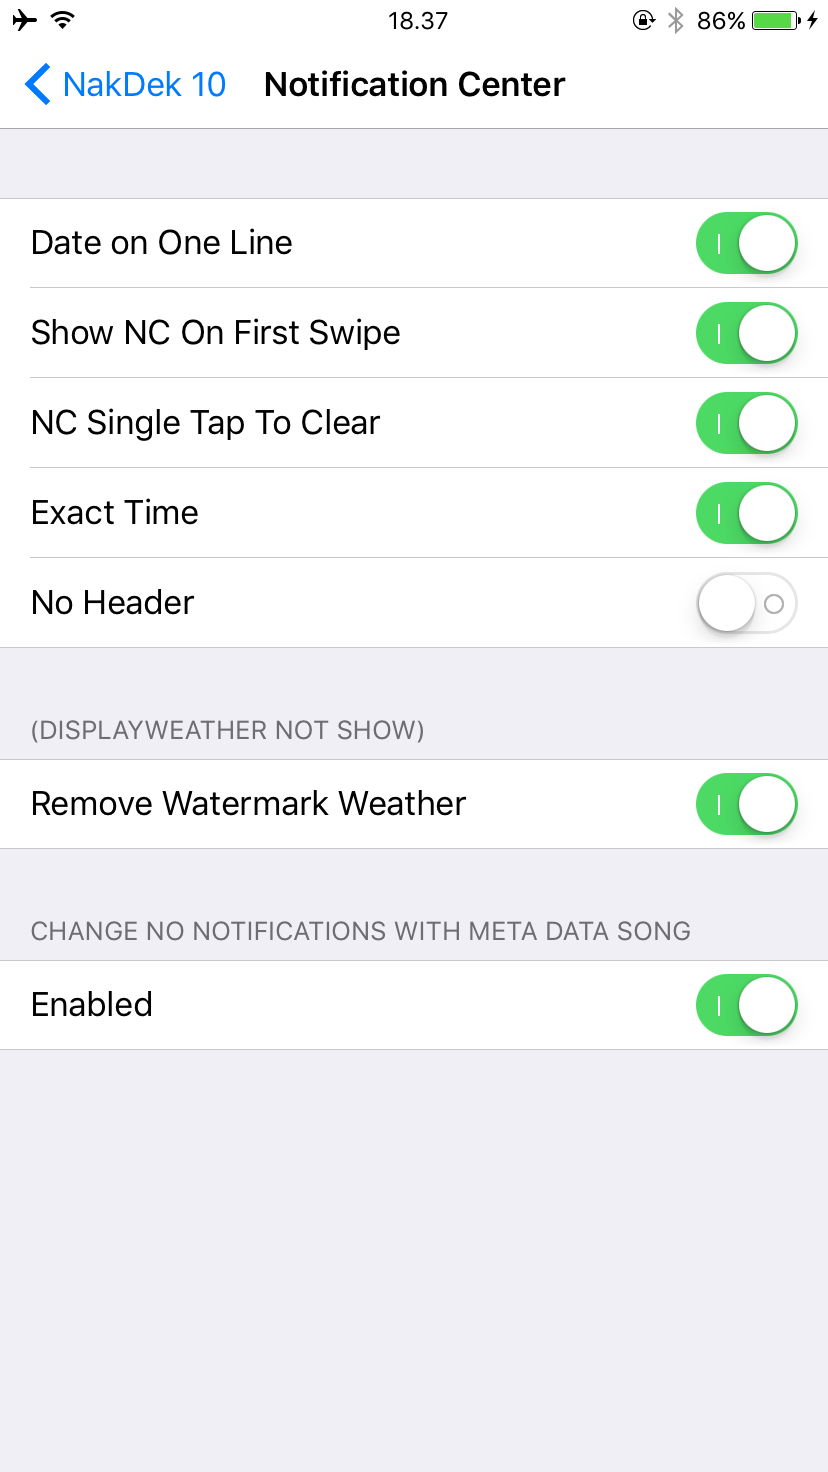 18.37
86%
NakDek 10 Notification Center
Date on One Line
Show NC On First Swipe
NC Single Tap To Clear
Exact Time
No Header
(DISPLAYWEATHER NOT SHOW)
Remove Watermark Weather
CHANGE NO NOTIFICATIONS WITH META DATA SONG
Enabled